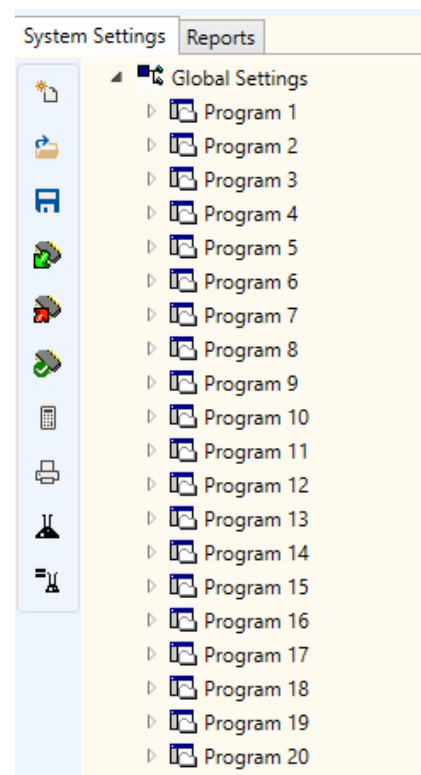 System Settings Reports
Global Settings
Program 1
Program 2
Program 3
Program 4
Program 5
Program 6
Program 7
Program 8
Program 9
Program 10
Program 11
Program 12
Program 13
Program 14
Program 15
Program 16
Program 17
Program 18
Program 19
Program 20